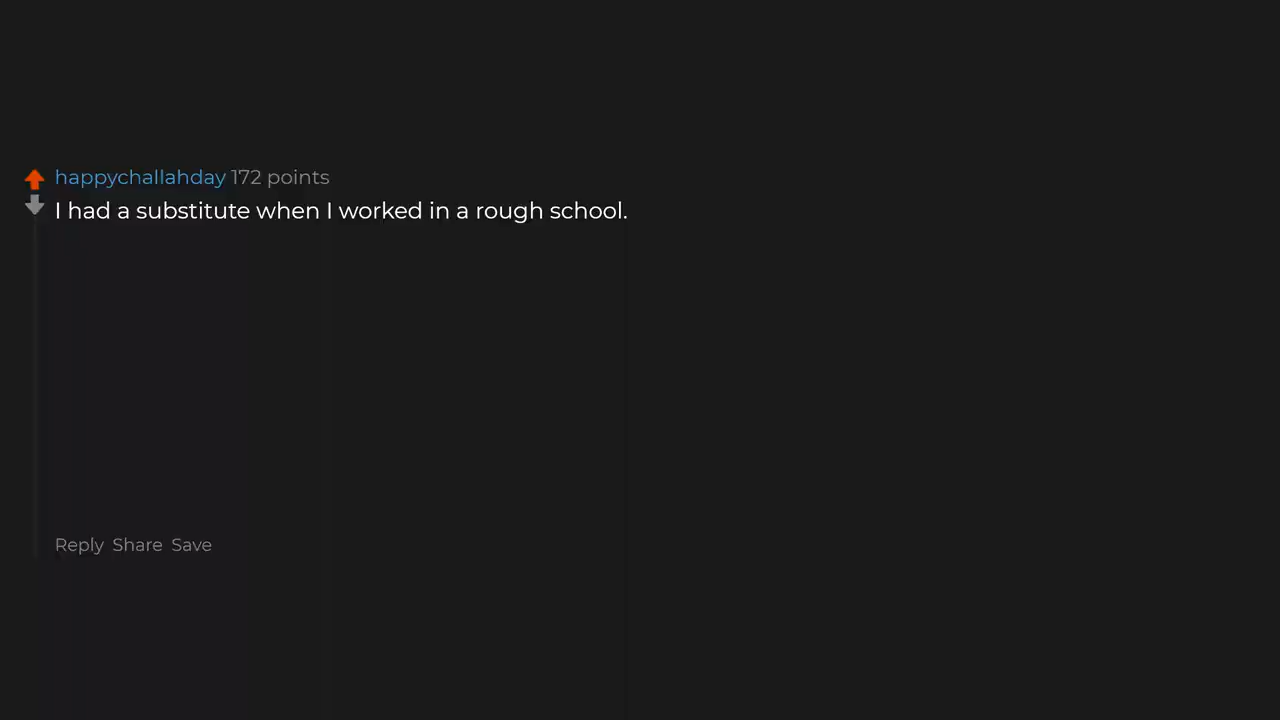 happychallahday 172 points
I had a substitute when I worked in a rough school.
Reply Share Save